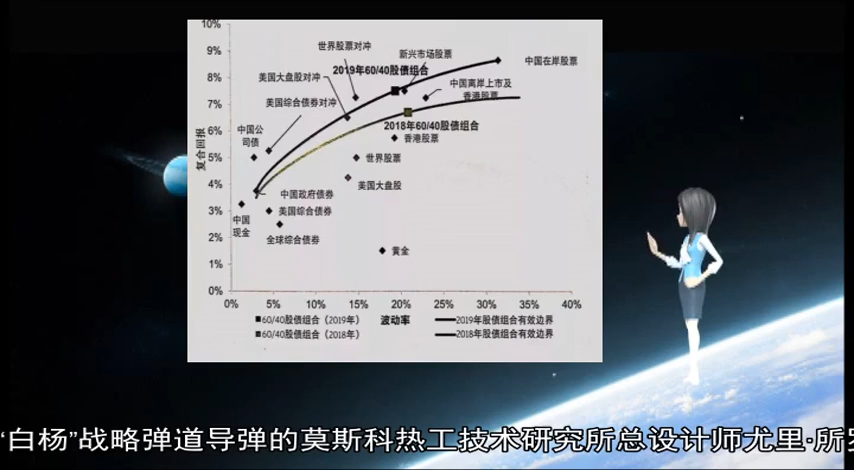 10%
9%
8%
7%
6%
5%
4%
3%
2%
1%
0%
复合回报
世界股票对冲
新兴市场股票
中国在岸股票
2019年60/40股债组合
美国大盘股对冲
中国离岸上市及
香港股票
美国综合债券对冲
2018年60/40股债组合
中国公
司债
香港股票
世界股票
美国大盘股
中国政府债券
中国
现金
美国综合债券
全球综合债券
黄金
0%
5%
10%
15%
20%
25%
30%
35%
40%
波动率
■60/40股债组合（2019年）
■60/40股债组合（2018年）
2019年股债组合有效边界
2018年股债组合有效边界
“白杨”战略弹道导弹的莫斯科热工技术研究所总设计师尤里·所